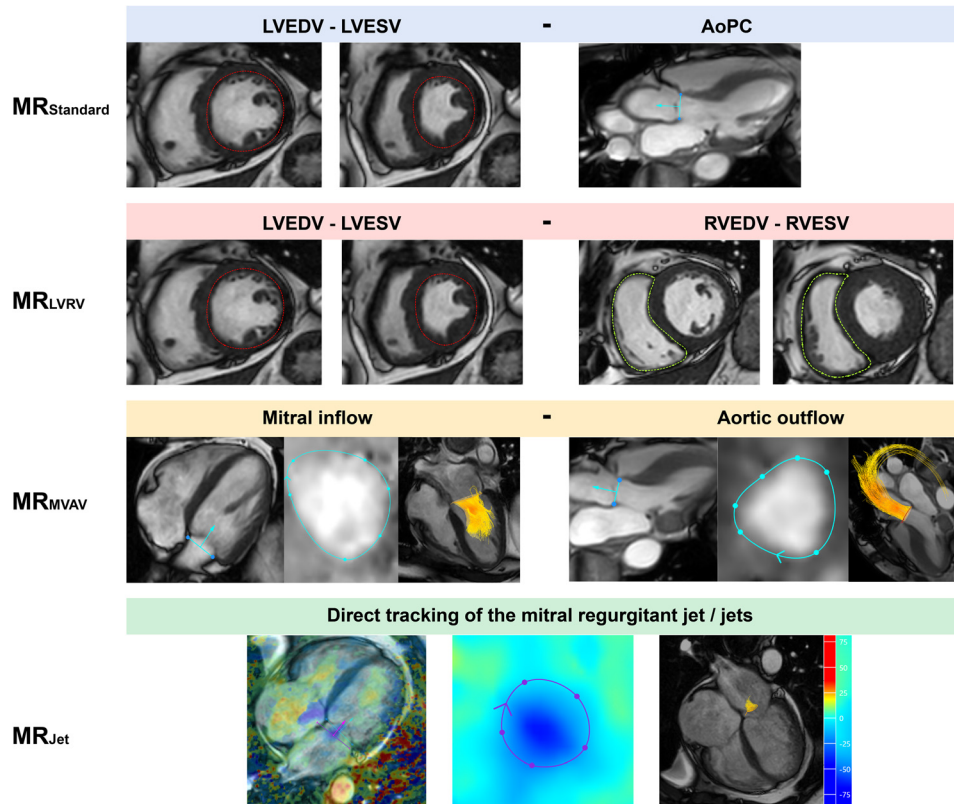 LVEDV - LVESV - AoPC
MRStandard
LVEDV - LVESV - RVEDV - RVESV
MRLVRV
Mitral inflow - Aortic outflow
MRMVAV
Direct tracking of the mitral regurgitant jet / jets
MRJet
75
50
25
0
-25
-50
-75